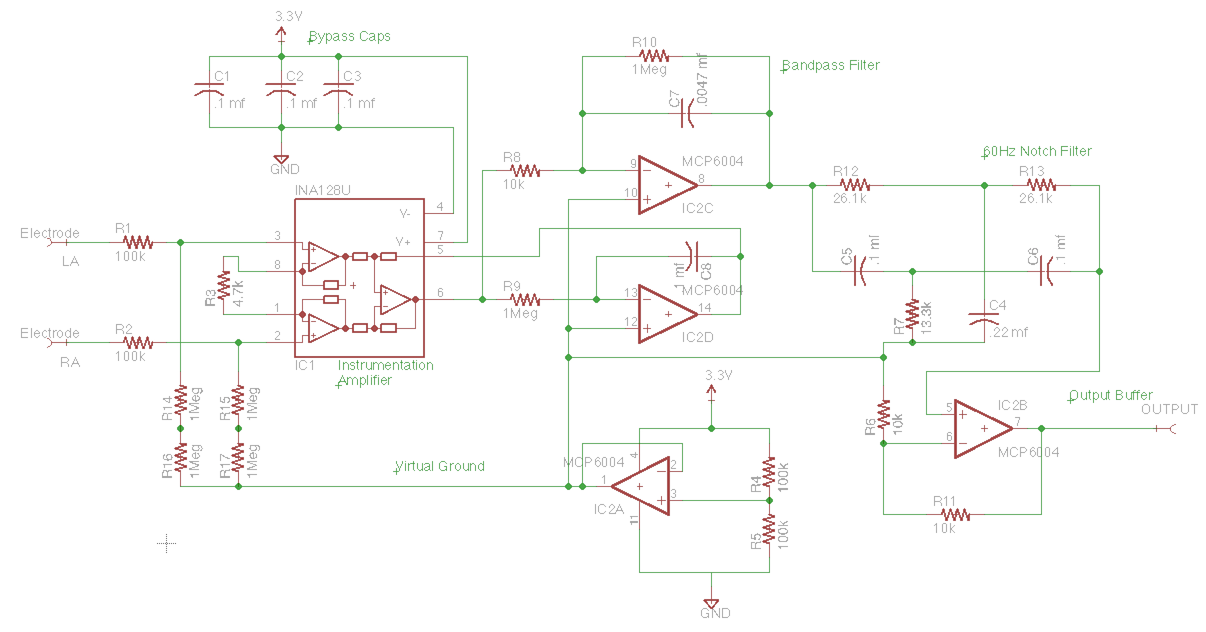 3.3V
Bypass Caps
C1
.1 mf
C2
.1 mf
C3
.1 mf
GND
R10
1Meg
C7
.0047 mf
Bandpass Filter
R8
10k
9
10
8
MCP6004
IC2C
60Hz Notch Filter
R12
26.1k
R13
26.1k
INA128U
V-
4
V+
7
5
6
3
8
1
2
IC1
Instrumentation
Amplifier
Electrode
LA
R1
100k
R3
4.7k
Electrode
RA
R2
100k
R9
1Meg
.1 mf
C8
MCP6004
13
12
14
IC2D
C5
.1 mf
C6
.1 mf
R7
13.3k
C4
.22mf
R14
1Meg
R15
1Meg
R16
1Meg
R17
1Meg
Virtual Ground
3.3V
MCP6004
4
2
1
3
11
IC2A
R4
100k
R5
100k
GND
R6
10k
5
6
7
IC2B
MCP6004
Output Buffer
OUTPUT
R11
10k